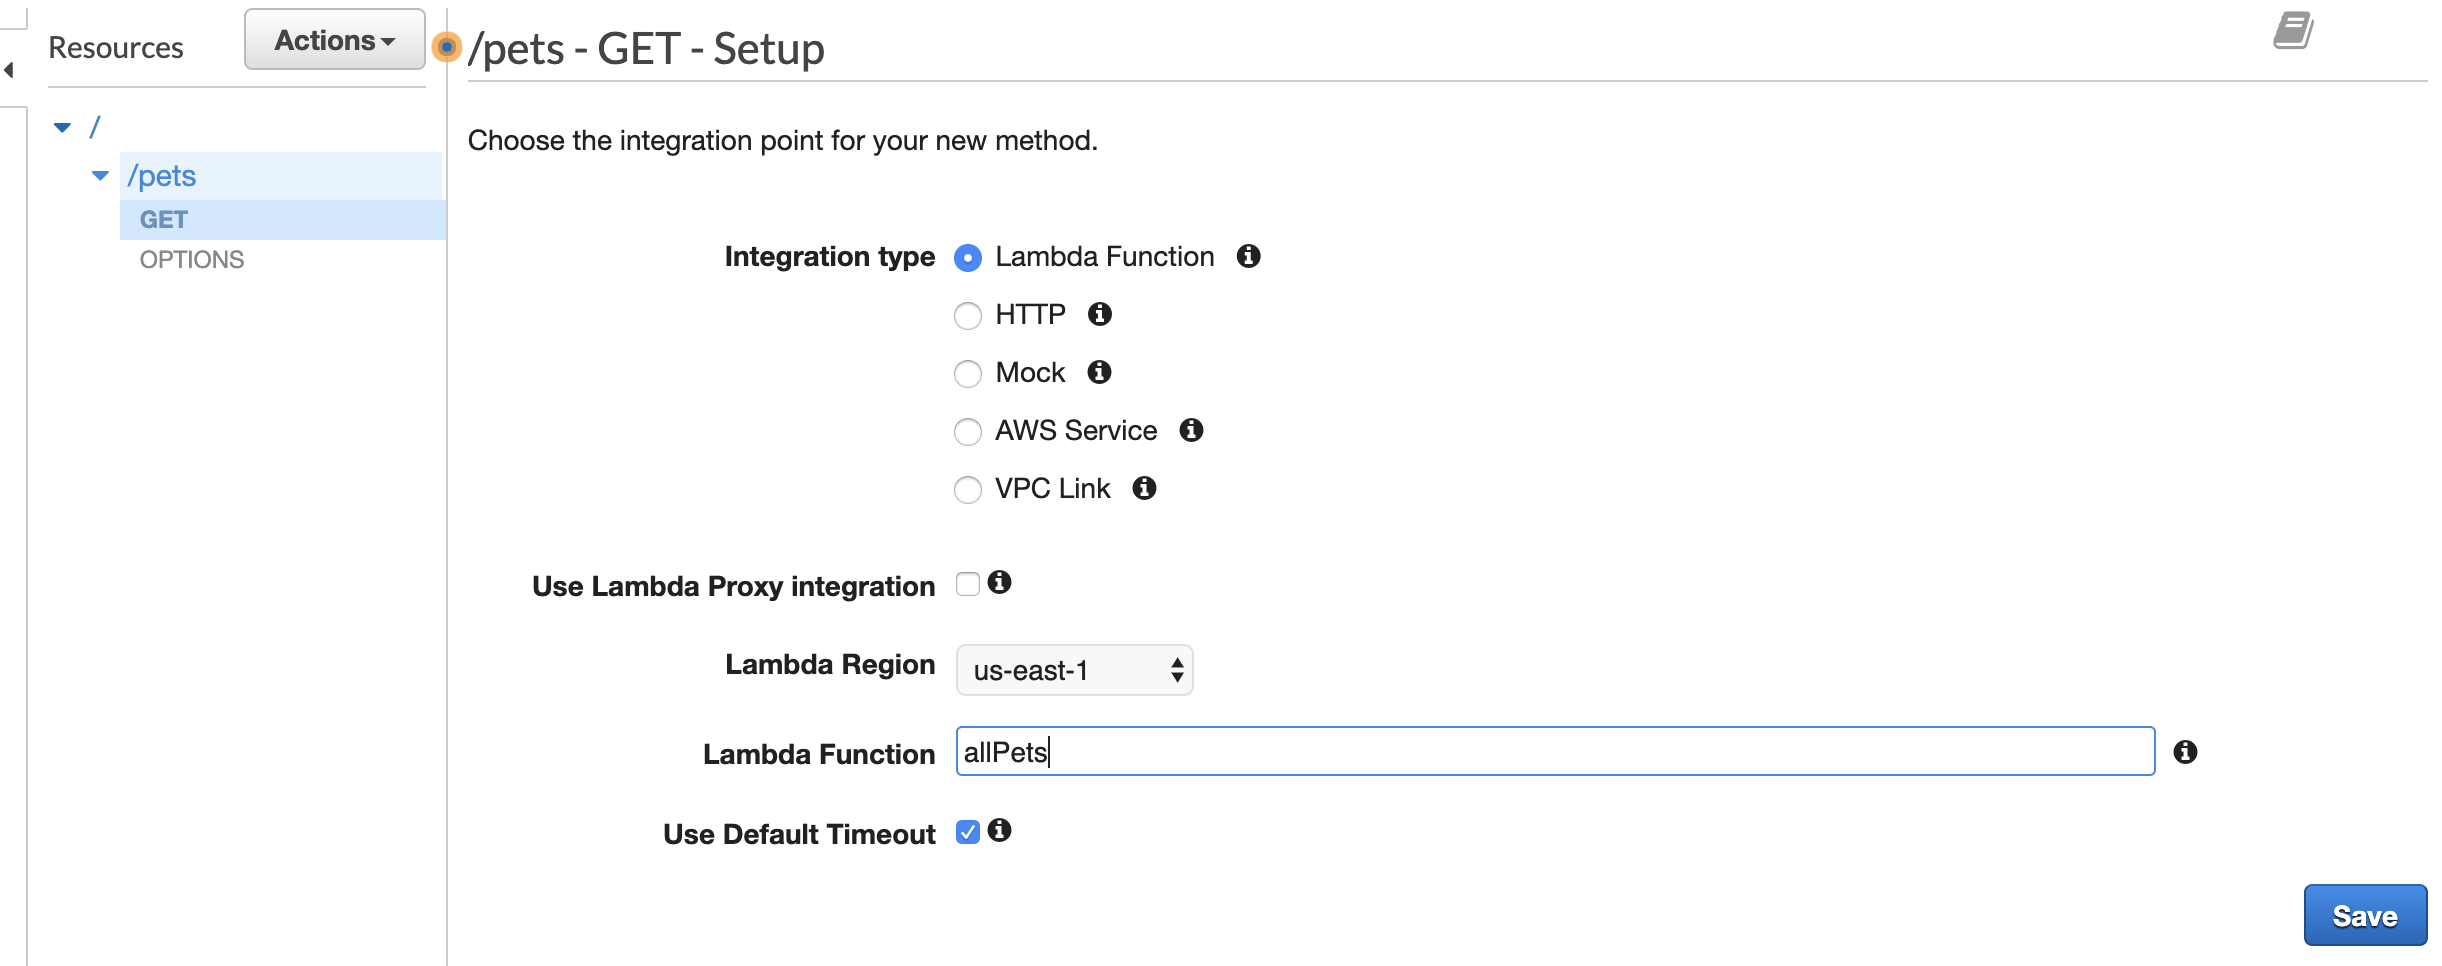 Resources
Actions
/pets - GET - Setup
/
/pets
GET
OPTIONS
Choose the integration point for your new method.
Integration type
Lambda Function
HTTP
Mock
AWS Service
VPC Link
Use Lambda Proxy integration
Lambda Region
us-east-1
Lambda Function
allPets
Use Default Timeout
Save